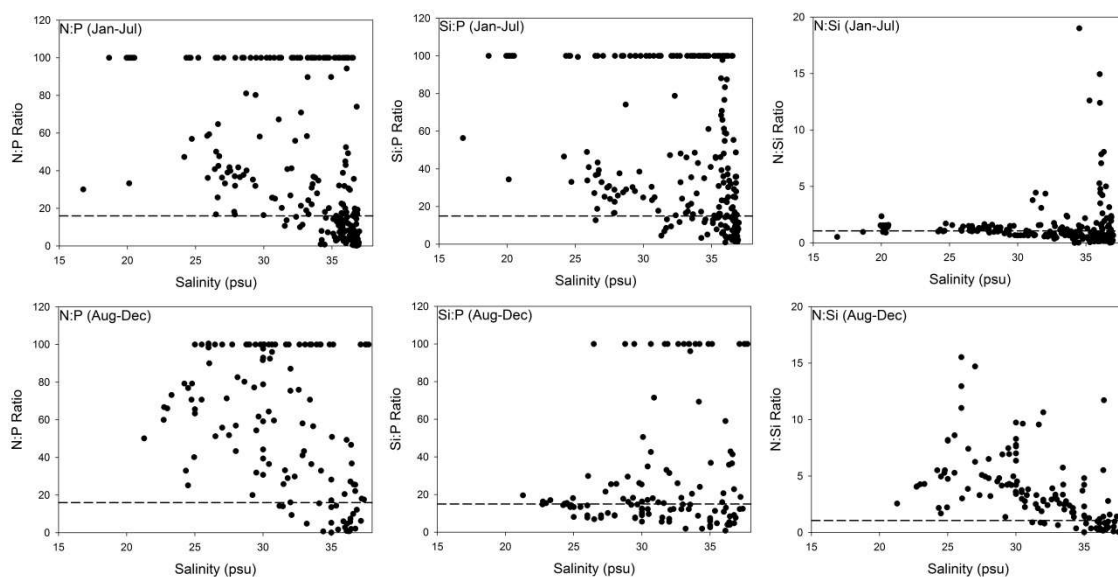 N:P (Jan-Jul)
N:P Ratio
120
100
80
60
40
20
0
15 20 25 30 35
Salinity (psu)
Si:P (Jan-Jul)
Si:P Ratio
120
100
80
60
40
20
0
15 20 25 30 35
Salinity (psu)
N:Si (Jan-Jul)
N:Si Ratio
20
15
10
5
0
15 20 25 30 35
Salinity (psu)
N:P (Aug-Dec)
N:P Ratio
120
100
80
60
40
20
0
15 20 25 30 35
Salinity (psu)
Si:P (Aug-Dec)
Si:P Ratio
120
100
80
60
40
20
0
15 20 25 30 35
Salinity (psu)
N:Si (Aug-Dec)
N:Si Ratio
20
15
10
5
0
15 20 25 30 35
Salinity (psu)